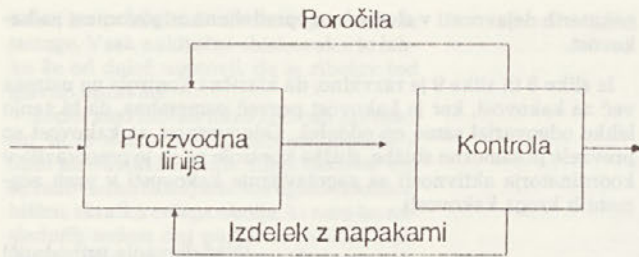 Poročila
Proizvodna
linija
Kontrola
Izdelek z napakami